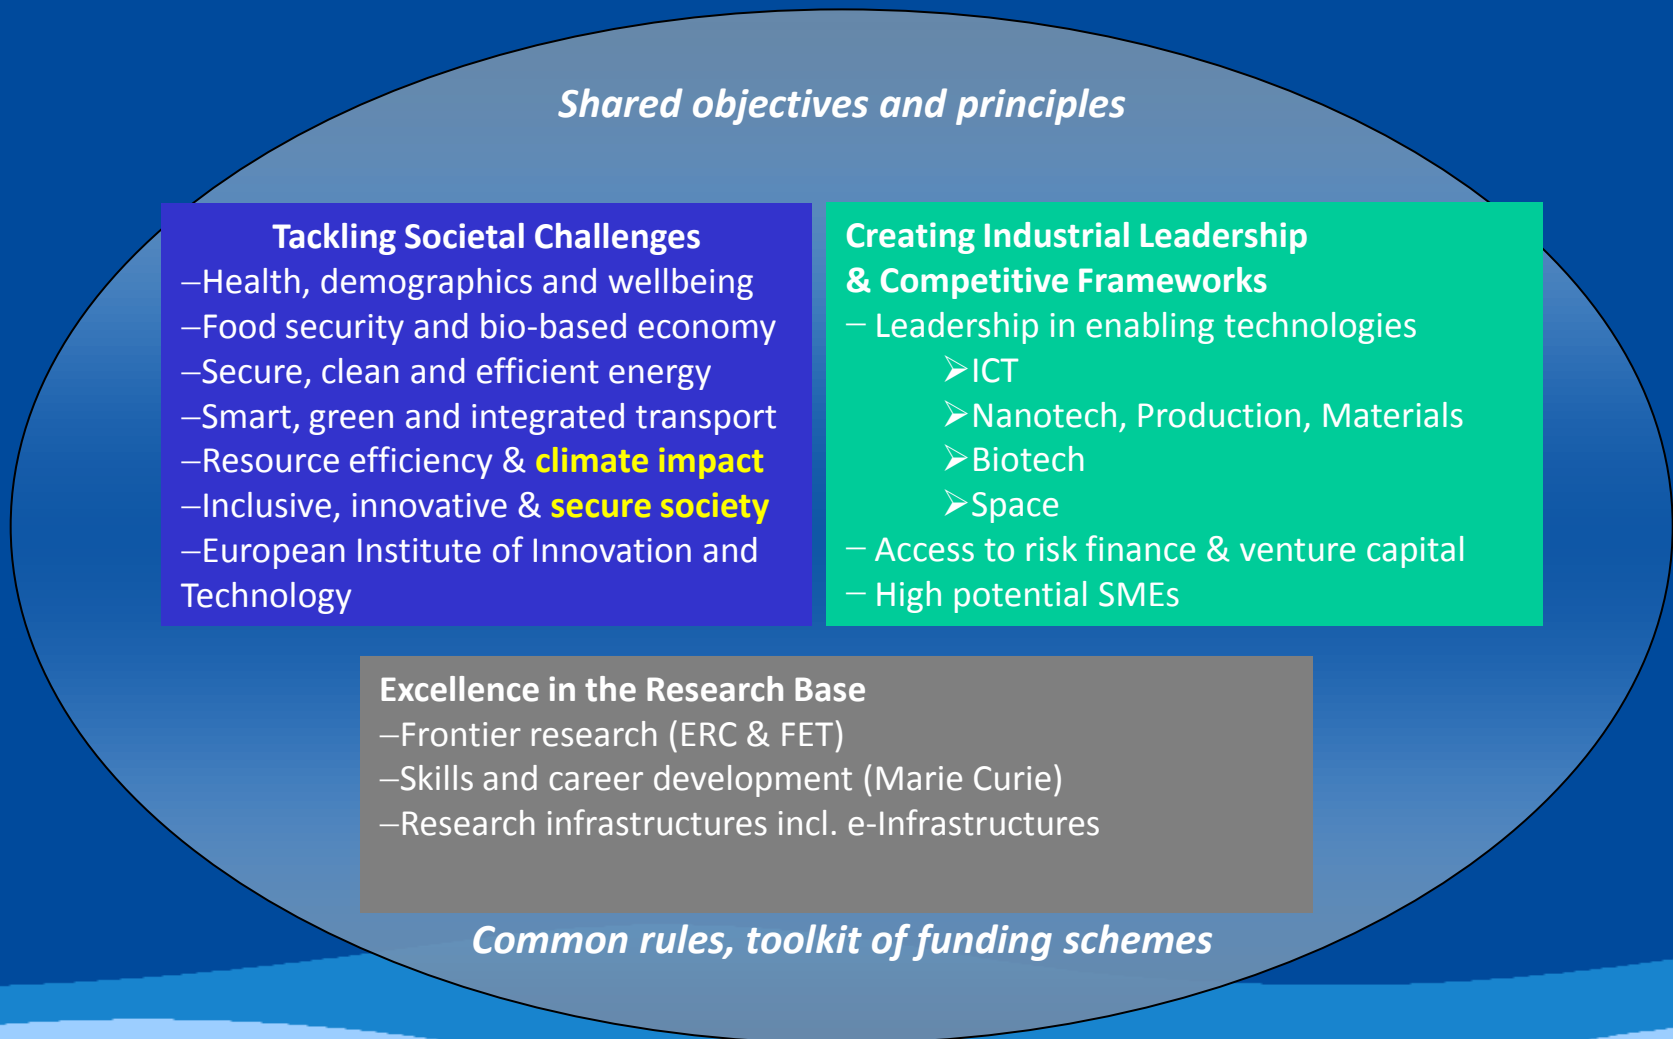 Shared objectives and principles
Tackling Societal Challenges
–Health, demographics and wellbeing
–Food security and bio-based economy
–Secure, clean and efficient energy
–Smart, green and integrated transport
–Resource efficiency & climate impact
–Inclusive, innovative & secure society
–European Institute of Innovation and
Technology
Creating Industrial Leadership
& Competitive Frameworks
– Leadership in enabling technologies
➢ICT
➢Nanotech, Production, Materials
➢Biotech
➢Space
– Access to risk finance & venture capital
– High potential SMEs
Excellence in the Research Base
–Frontier research (ERC & FET)
–Skills and career development (Marie Curie)
–Research infrastructures incl. e-Infrastructures
Common rules, toolkit of funding schemes